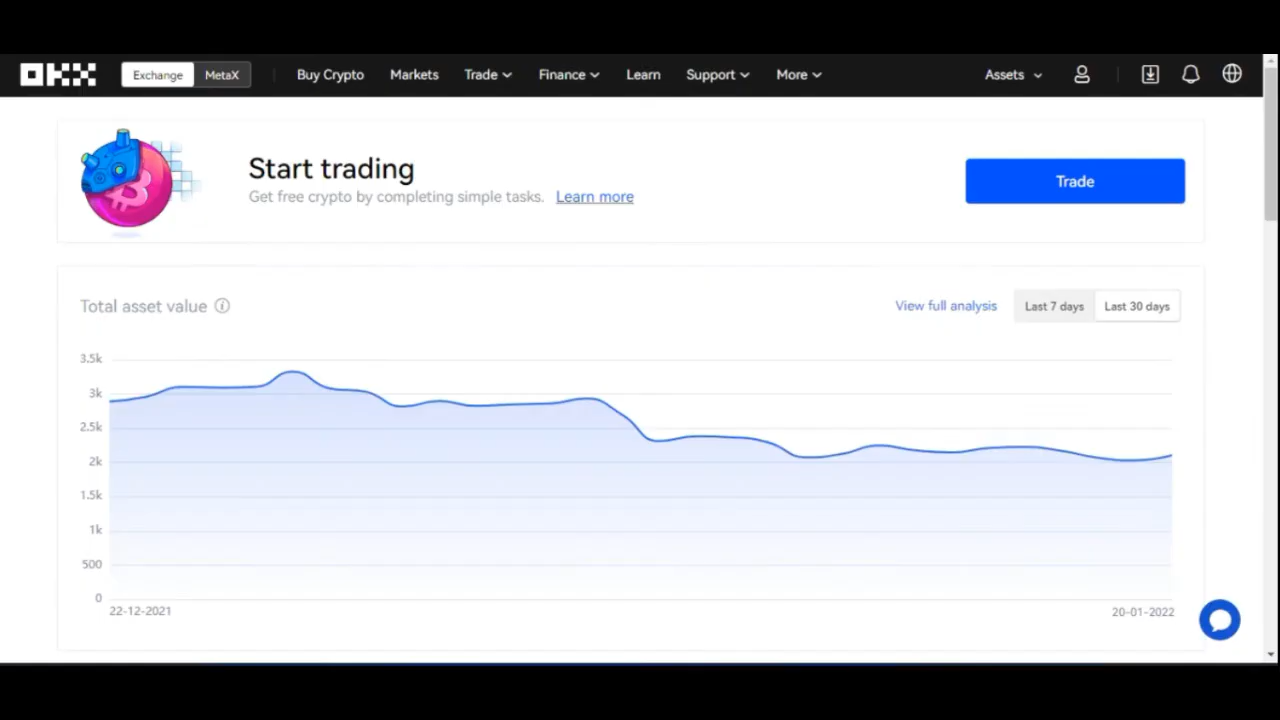 OKX Exchange MetaX Buy Crypto Markets Trade Finance Learn Support More Assets
Start trading
Get free crypto by completing simple tasks. Learn more
Trade
Total asset value
View full analysis Last 7 days Last 30 days
3.5k
3k
2.5k
2k
1.5k
1k
500
0
22-12-2021 20-01-2022